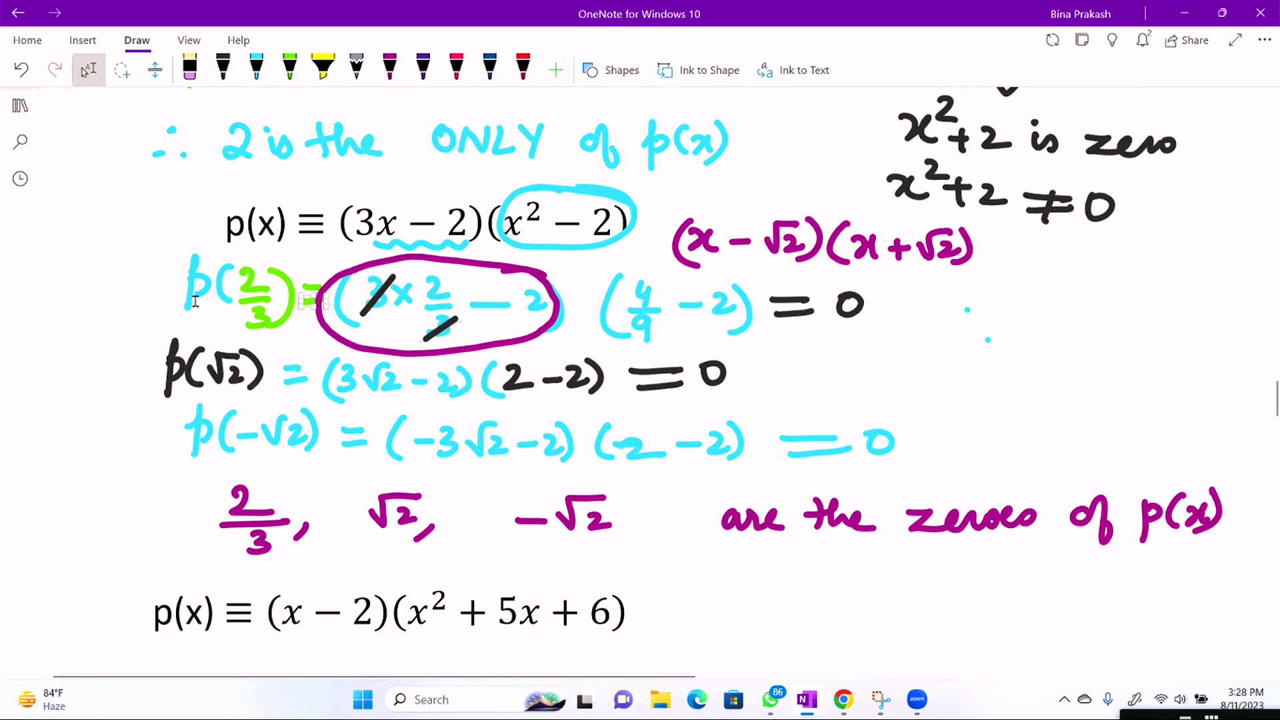 OneNote for Windows 10
Bina Prakash
Home Insert Draw View Help
Share
Shapes Ink to Shape Ink to Text
x²+2 is zero
∴ 2 is the ONLY of p(x)
x²+2 ≠ 0
p(x) ≡ (3x − 2)(x² − 2)
(x − √2)(x + √2)
p(2/3) = (3 × 2/3 − 2) (4/9 − 2) = 0
p(√2) = (3√2 − 2)(2 − 2) = 0
p(−√2) = (−3√2 − 2) (2 − 2) = 0
2/3, √2, −√2 are the zeroes of p(x)
p(x) ≡ (x − 2)(x² + 5x + 6)
84°F
Haze
Search
86
3:28 PM
8/11/2023